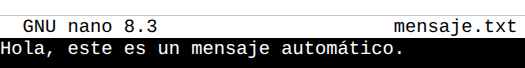 GNU nano 8.3 mensaje.txt
Hola, este es un mensaje automático.